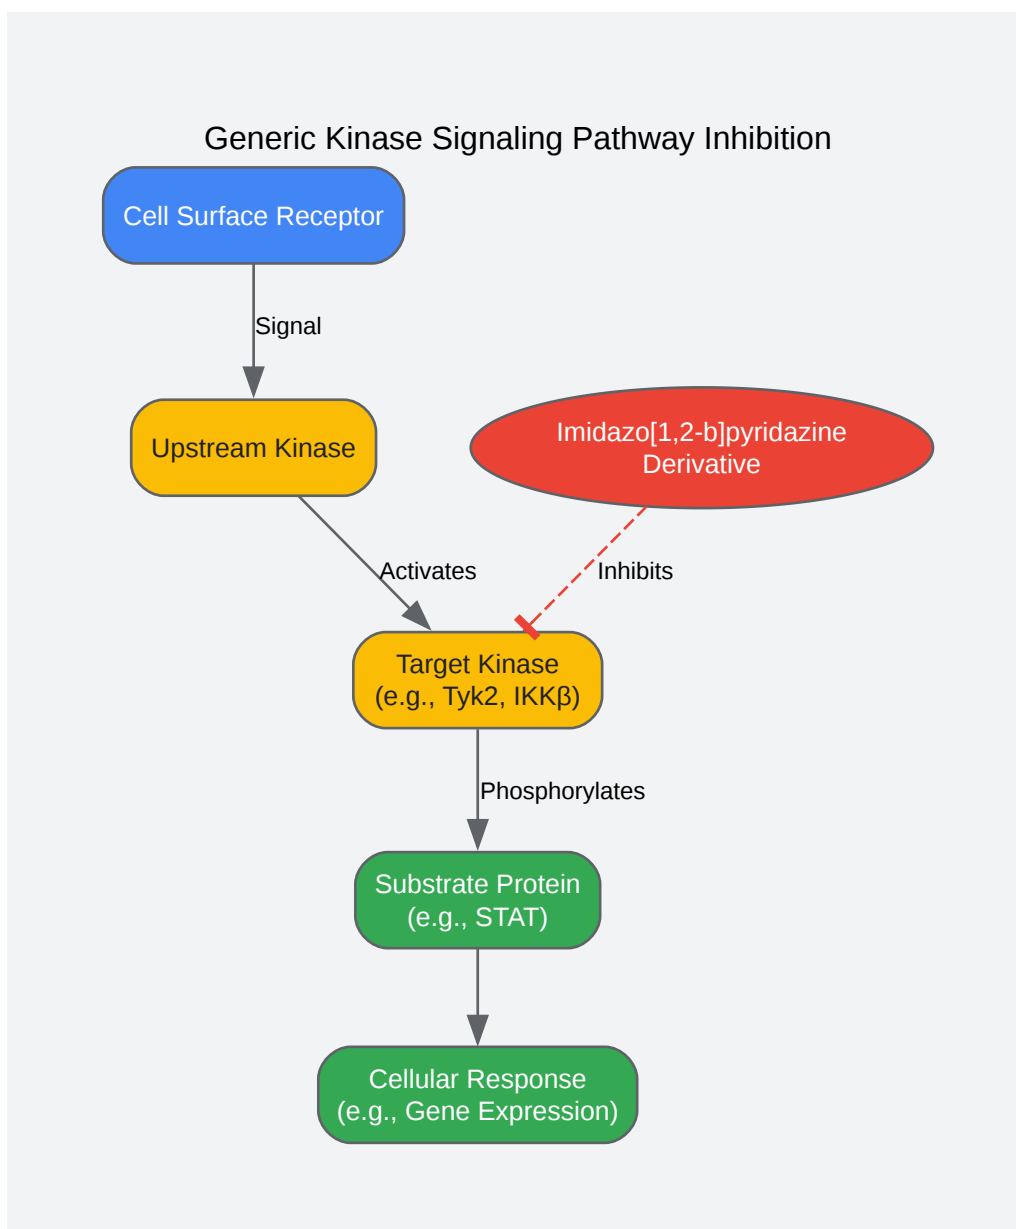 Generic Kinase Signaling Pathway Inhibition
Cell Surface Receptor
Signal
Upstream Kinase
Imidazo[1,2-b]pyridazine
Derivative
Activates
Inhibits
Target Kinase
(e.g., Tyk2, IKKβ)
Phosphorylates
Substrate Protein
(e.g., STAT)
Cellular Response
(e.g., Gene Expression)